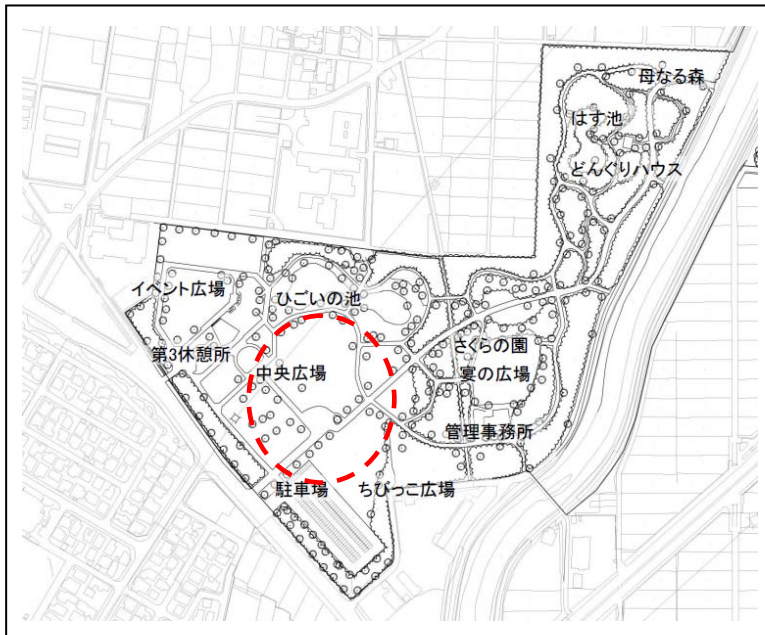 母なる森
はす池
どんぐりハウス
イベント広場
ひごいの池
さくらの園
第3休憩所
中央広場
宴の広場
管理事務所
駐車場
ちびっこ広場